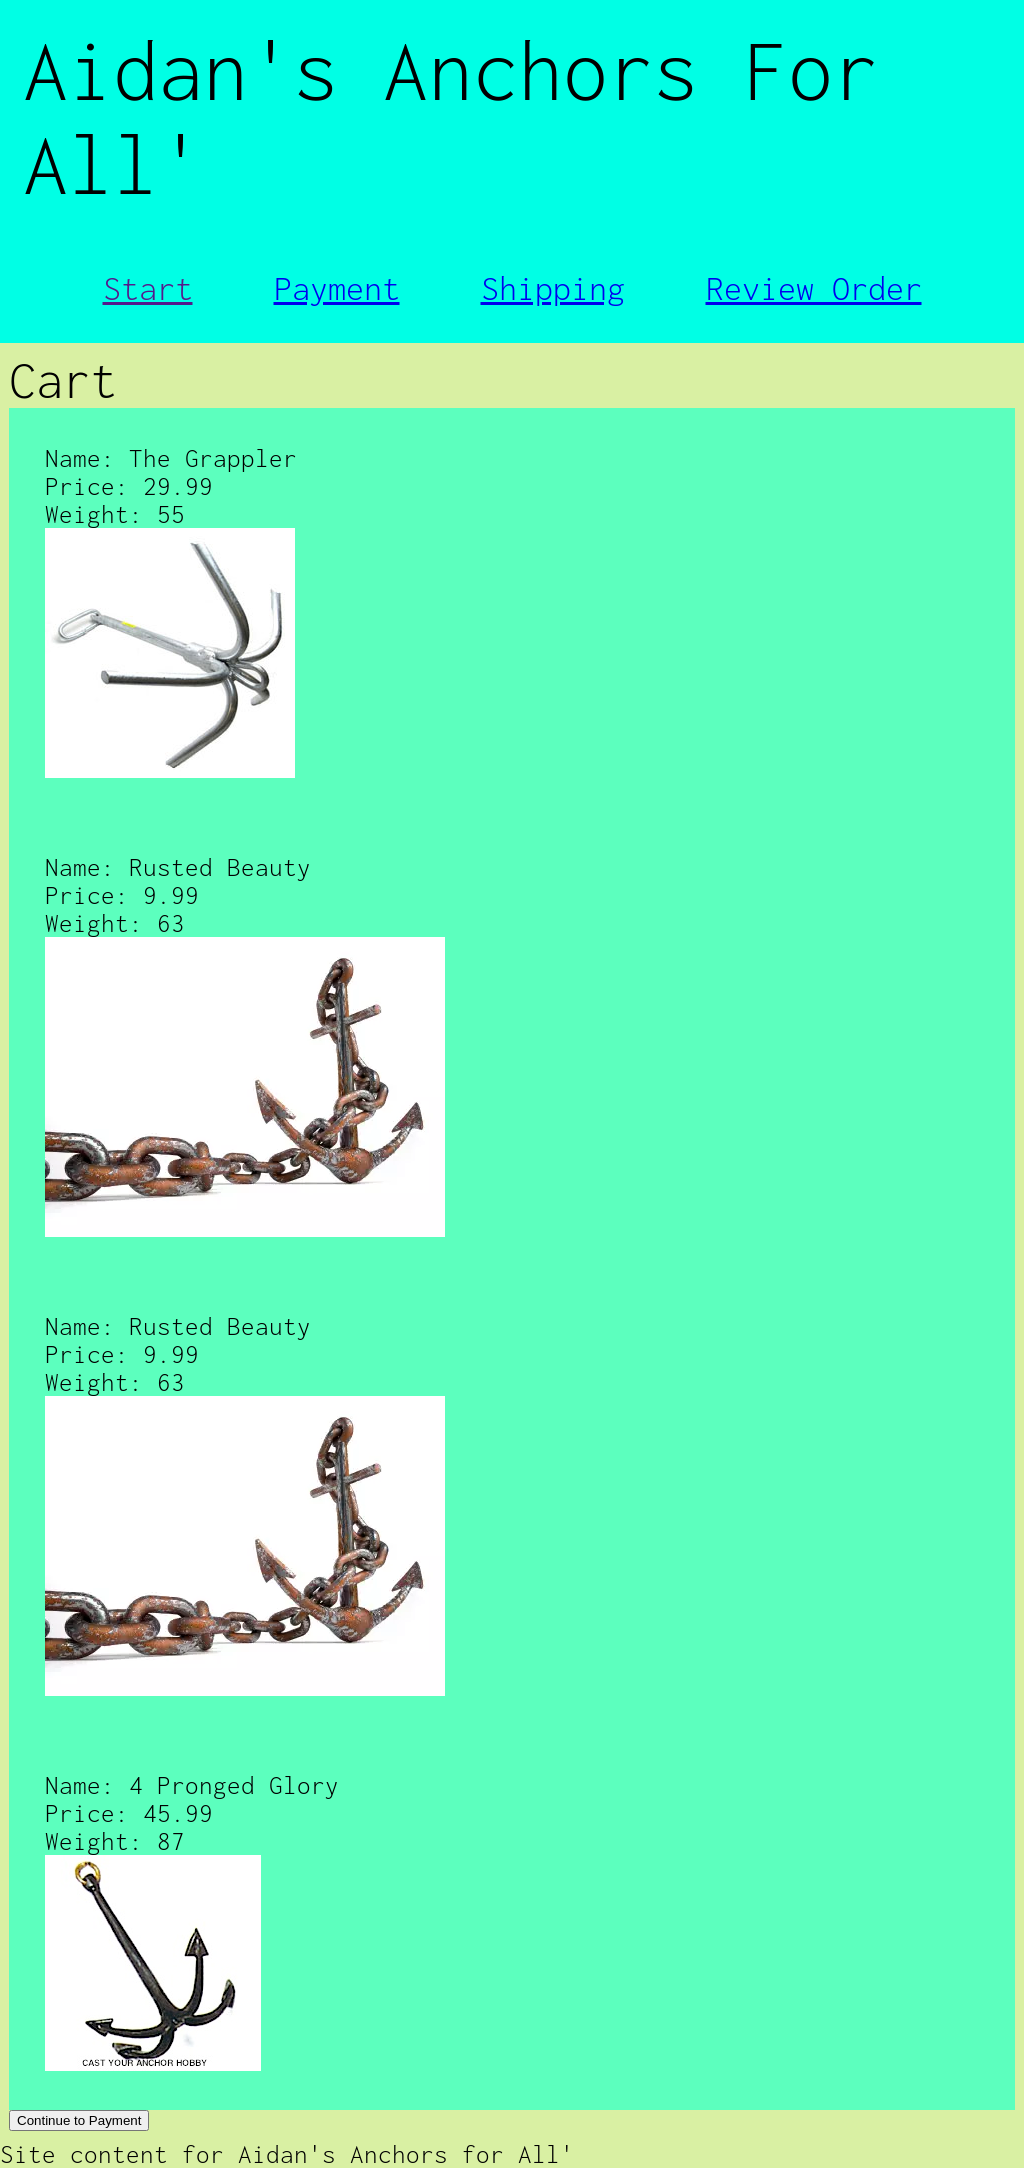 Aidan's Anchors For
All'
Start Payment Shipping Review Order
Cart
Name: The Grappler
Price: 29.99
Weight: 55
Name: Rusted Beauty
Price: 9.99
Weight: 63
Name: Rusted Beauty
Price: 9.99
Weight: 63
Name: 4 Pronged Glory
Price: 45.99
Weight: 87
CAST YOUR ANCHOR HOBBY
Continue to Payment
Site content for Aidan's Anchors for All'